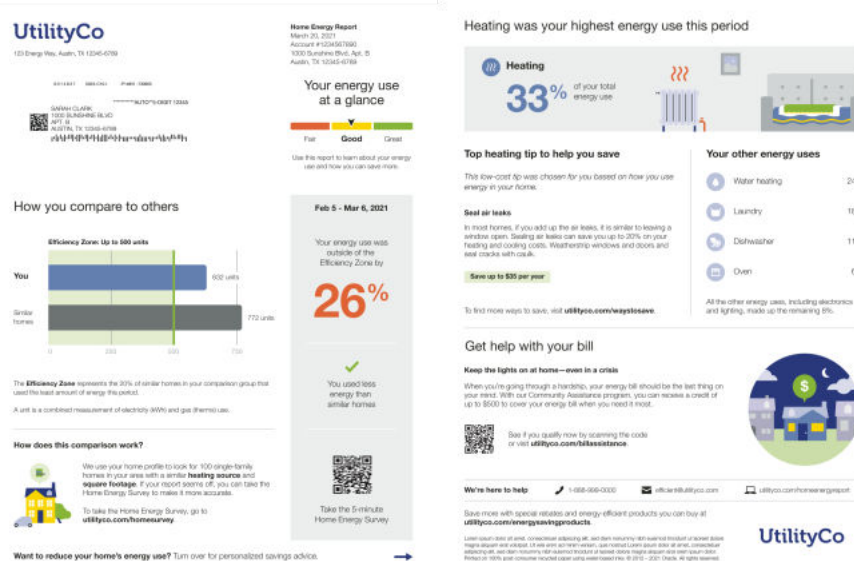 UtilityCo
123 Energy Way, Austin, TX 12345-6789
Home Energy Report
March 20, 2021
Account #1234567890
1000 Sunshine Blvd, Apt. B
Austin, TX 12345-6789
SARAH CLARK
1000 SUNSHINE BLVD
APT. B
AUSTIN, TX 12345-6789
Your energy use
at a glance
Fair Good Great
Use this report to learn about your energy
use and how you can save more.
How you compare to others
Efficiency Zone: Up to 500 units
You
632 units
Similar
homes
772 units
0 250 500 750
The Efficiency Zone represents the 20% of similar homes in your comparison group that
used the least amount of energy this period.
A unit is a combined measurement of electricity (kWh) and gas (therms) use.
Feb 5 - Mar 6, 2021
Your energy use was
outside of the
Efficiency Zone by
26%
You used less
energy than
similar homes
Take the 5-minute
Home Energy Survey
How does this comparison work?
We use your home profile to look for 100 single-family
homes in your area with a similar heating source and
square footage. If your report seems off, you can take the
Home Energy Survey to make it more accurate.
To take the Home Energy Survey, go to
utilityco.com/homesurvey.
Want to reduce your home's energy use? Turn over for personalized savings advice.
Heating was your highest energy use this period
Heating
33% of your total
energy use
Top heating tip to help you save
This low-cost tip was chosen for you based on how you use
energy in your home.
Seal air leaks
In most homes, if you add up the air leaks, it is similar to leaving a
window open. Sealing air leaks can save you up to 20% on your
heating and cooling costs. Weatherstrip windows and doors and
seal cracks with caulk.
Save up to $35 per year
To find more ways to save, visit utilityco.com/waystosave.
Your other energy uses
Water heating 24
Laundry
Dishwasher 11
Oven
All the other energy uses, including electronics
and lighting, made up the remaining 8%.
Get help with your bill
Keep the lights on at home—even in a crisis
When you're going through a hardship, your energy bill should be the last thing on
your mind. With our Community Assistance program, you can receive a credit of
up to $500 to cover your energy bill when you need it most.
See if you qualify now by scanning the code
or visit utilityco.com/billassistance.
$
We're here to help
1-888-999-0000
efficient@utilityco.com
utilityco.com/homeenergyreport
Save more with special rebates and energy-efficient products you can buy at
utilityco.com/energysavingproducts.
UtilityCo